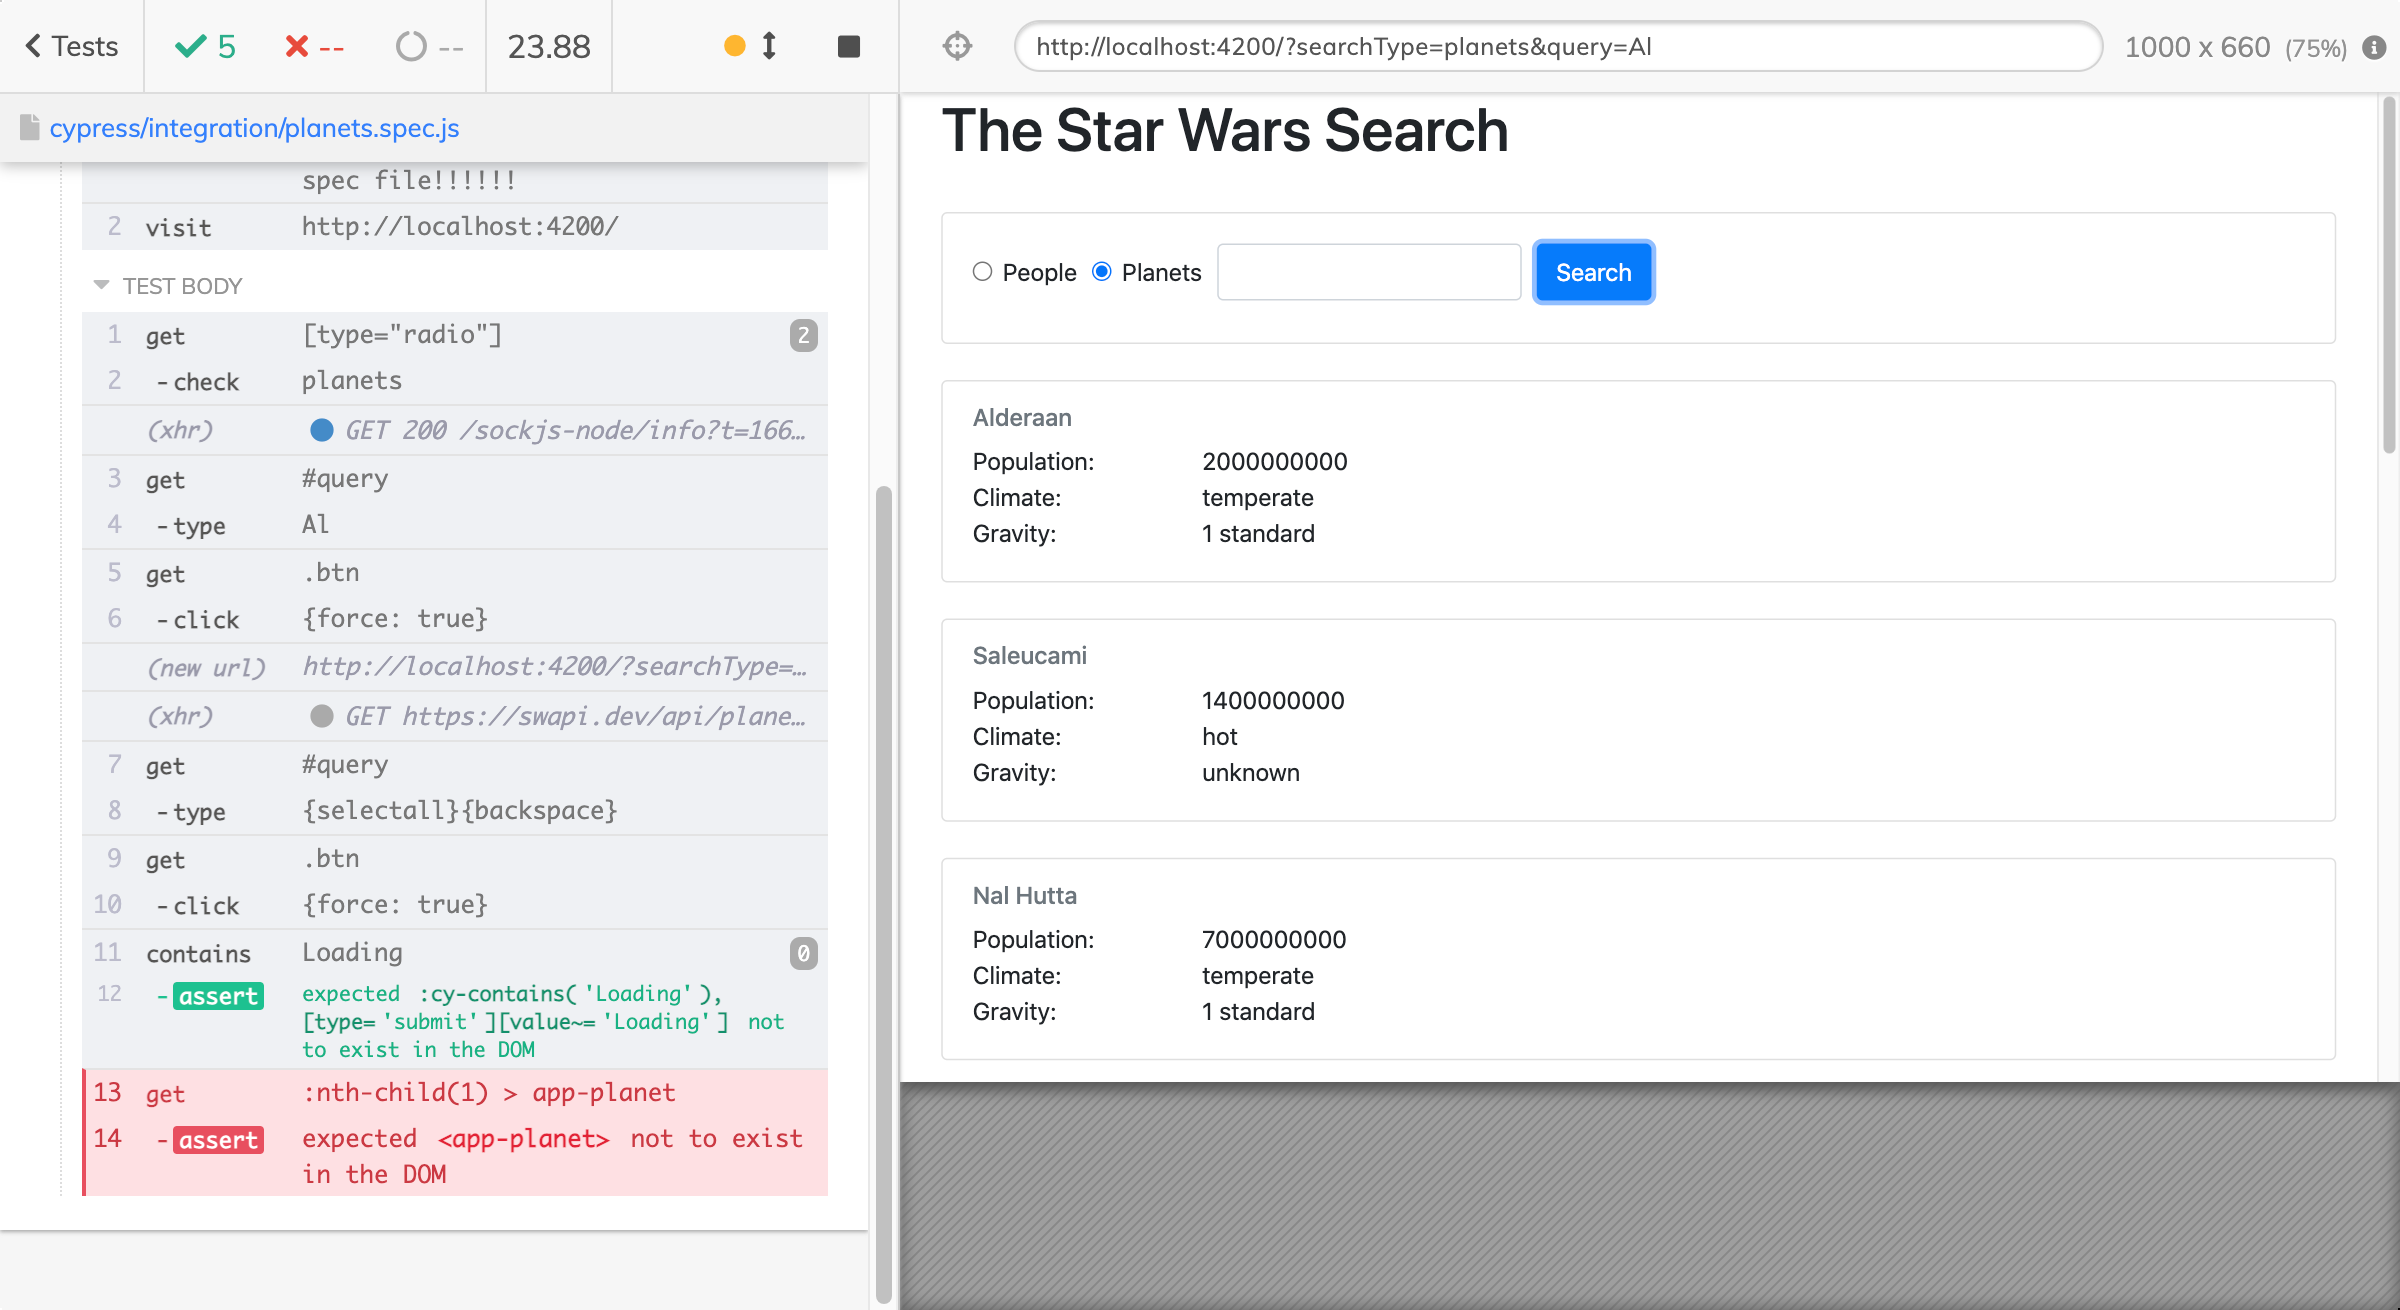 Tests
5
--
--
23.88
http://localhost:4200/?searchType=planets&query=Al
1000 x 660 (75%)
cypress/integration/planets.spec.js
spec file!!!!!!
2 visit http://localhost:4200/
TEST BODY
1 get [type="radio"] 2
2 -check planets
(xhr) GET 200 /sockjs-node/info?t=166…
3 get #query
4 -type Al
5 get .btn
6 -click {force: true}
(new url) http://localhost:4200/?searchType=…
(xhr) GET https://swapi.dev/api/plane…
7 get #query
8 -type {selectall}{backspace}
9 get .btn
10 -click {force: true}
11 contains Loading 0
12 -assert expected :cy-contains('Loading'),
[type='submit'][value~='Loading'] not
to exist in the DOM
13 get :nth-child(1) > app-planet
14 -assert expected <app-planet> not to exist
in the DOM
The Star Wars Search
People Planets Search
Alderaan
Population: 2000000000
Climate: temperate
Gravity: 1 standard
Saleucami
Population: 1400000000
Climate: hot
Gravity: unknown
Nal Hutta
Population: 7000000000
Climate: temperate
Gravity: 1 standard